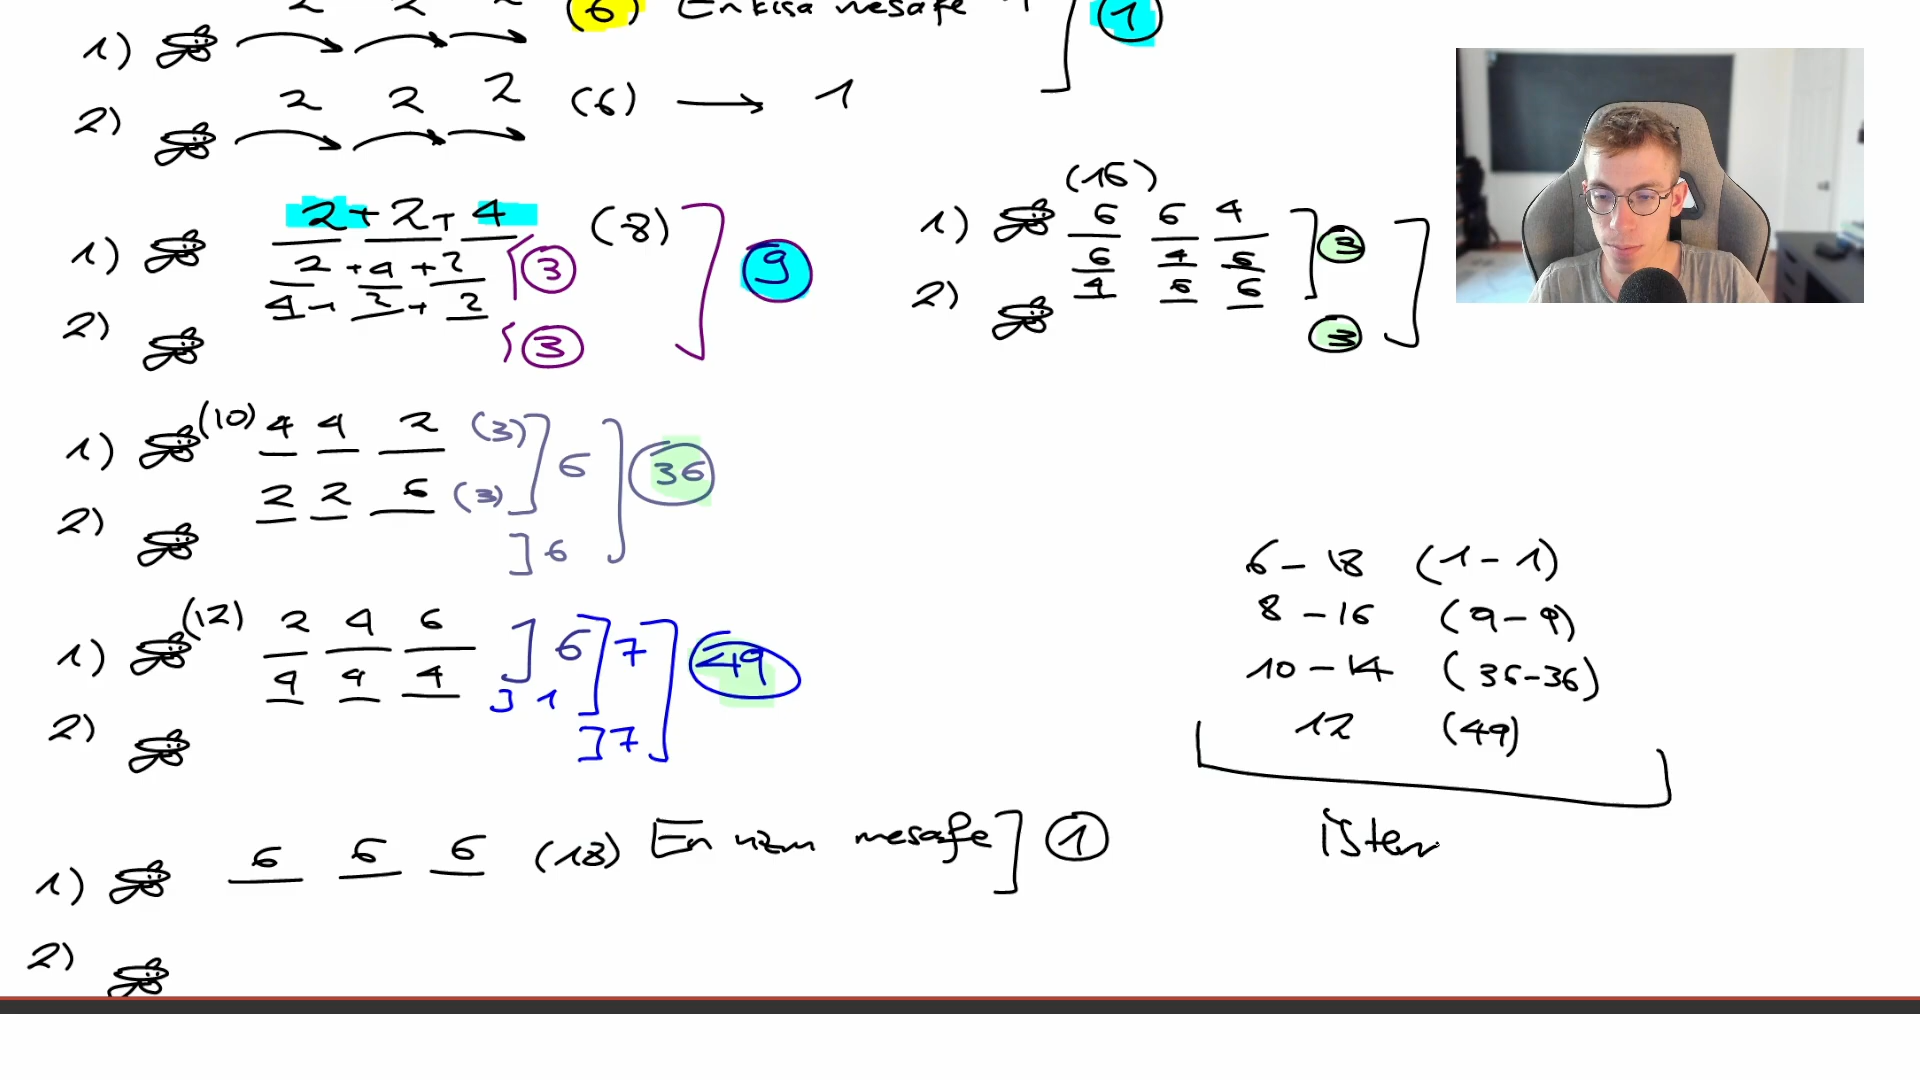 2 2 2 (6) En kısa mesafe ] 1
1)
2 2 2 (6) → 1
2)
1) 2+2+4 (8) ] 9
2+4+2 3
4+2+2
2) 3
(16)
1) 6 6 4 ] 3
6 4 6
4 6 6
2) 3
1) (10) 4 4 2 (3) ] 6 ] 36
2 2 6 (3)
2) ] 6
1) (12) 2 4 6 ] 6 ] 7 ] 49
4 4 4 ] 1
2) ] 7
1) 6 6 6 (18) En uzun mesafe ] 1
2)
6 - 18 (1 - 1)
8 - 16 (9 - 9)
10 - 14 (36-36)
12 (49)
isten